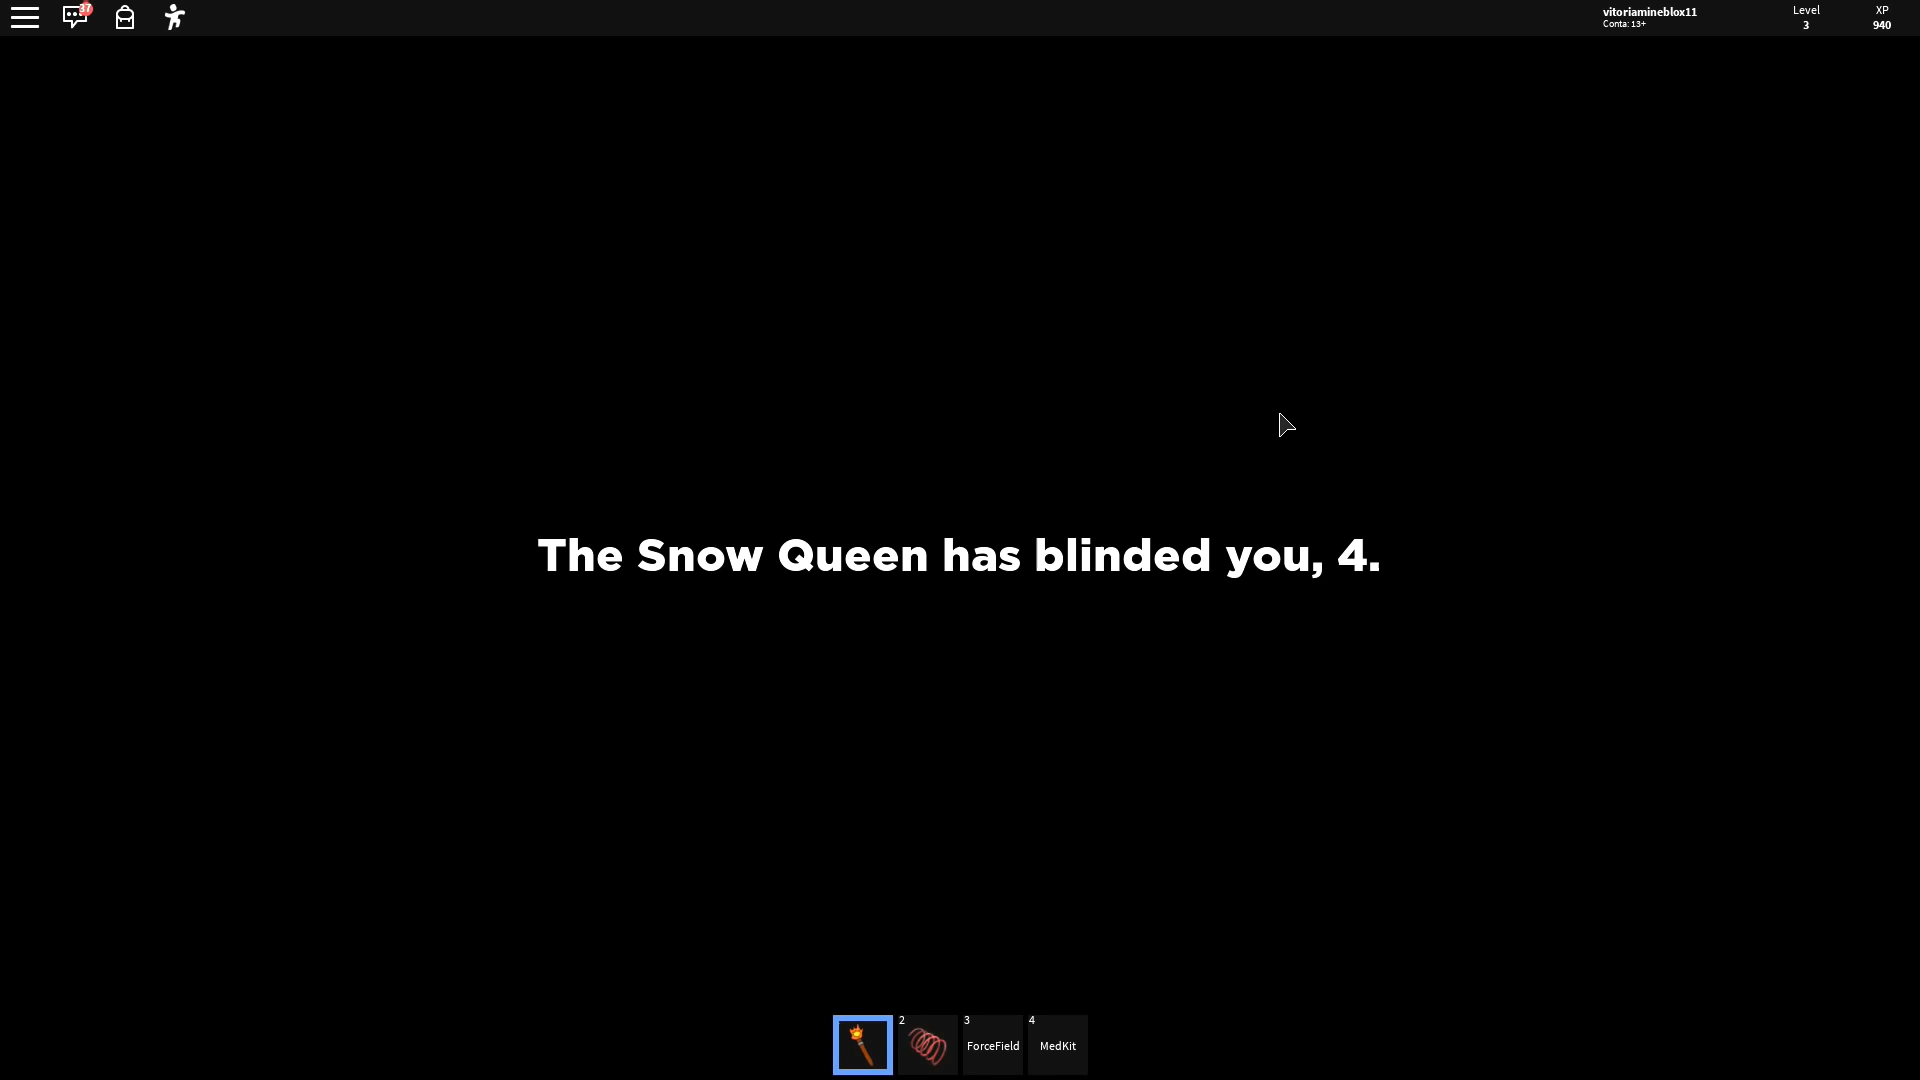 37
vitoriamineblox11
Conta: 13+
Level
3
XP
940
The Snow Queen has blinded you, 4.
2
3
ForceField
4
MedKit